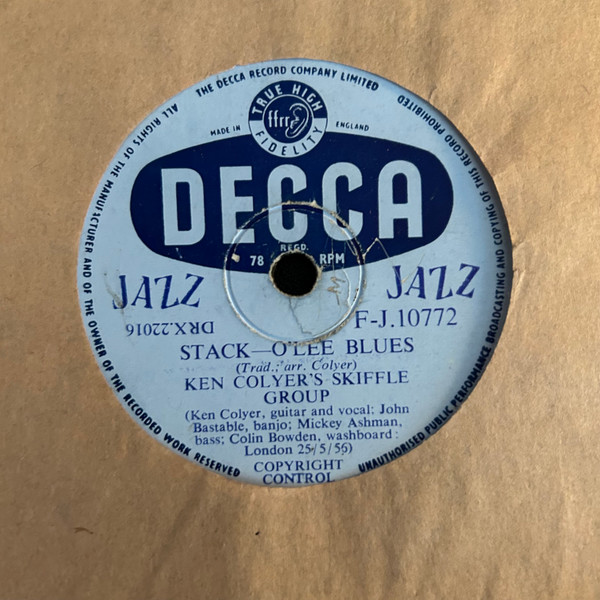 THE DECCA RECORD COMPANY LIMITED
ALL RIGHTS OF THE MANUFACTURER AND OF THE OWNER OF THE RECORDED WORK RESERVED
UNAUTHORISED PUBLIC PERFORMANCE BROADCASTING AND COPYING OF THIS RECORD PROHIBITED
TRUE HIGH
ffrr
FIDELITY
MADE IN ENGLAND
DECCA
REGD.
78 RPM
JAZZ JAZZ
DRX.22016 F-J.10772
STACK—O'LEE BLUES
(Trad.; arr. Colyer)
KEN COLYER'S SKIFFLE
GROUP
(Ken Colyer, guitar and vocal: John
Bastable, banjo; Mickey Ashman,
bass; Colin Bowden, washboard:
London 25/5/56)
COPYRIGHT
CONTROL